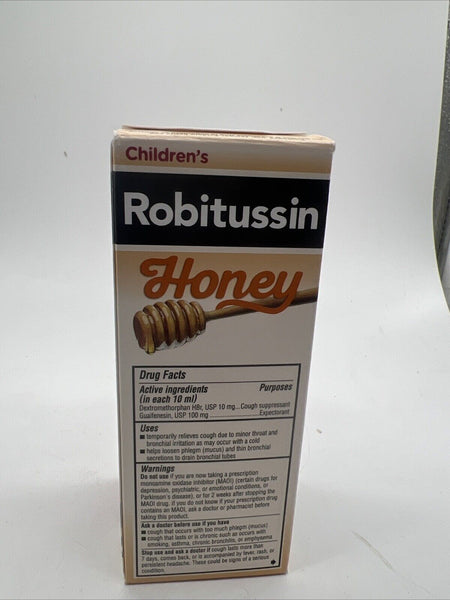 Children's
Robitussin
Honey
Drug Facts
Active ingredients Purposes
(in each 10 ml)
Dextromethorphan HBr, USP 10 mg...Cough suppressant
Guaifenesin, USP 100 mg ............... Expectorant
Uses
■ temporarily relieves cough due to minor throat and
bronchial irritation as may occur with a cold
■ helps loosen phlegm (mucus) and thin bronchial
secretions to drain bronchial tubes
Warnings
Do not use if you are now taking a prescription
monoamine oxidase inhibitor (MAOI) (certain drugs for
depression, psychiatric, or emotional conditions, or
Parkinson's disease), or for 2 weeks after stopping the
MAOI drug. If you do not know if your prescription drug
contains an MAOI, ask a doctor or pharmacist before
taking this product.
Ask a doctor before use if you have
■ cough that occurs with too much phlegm (mucus)
■ cough that lasts or is chronic such as occurs with
smoking, asthma, chronic bronchitis, or emphysema
Stop use and ask a doctor if cough lasts more than
7 days, comes back, or is accompanied by fever, rash, or
persistent headache. These could be signs of a serious
condition.